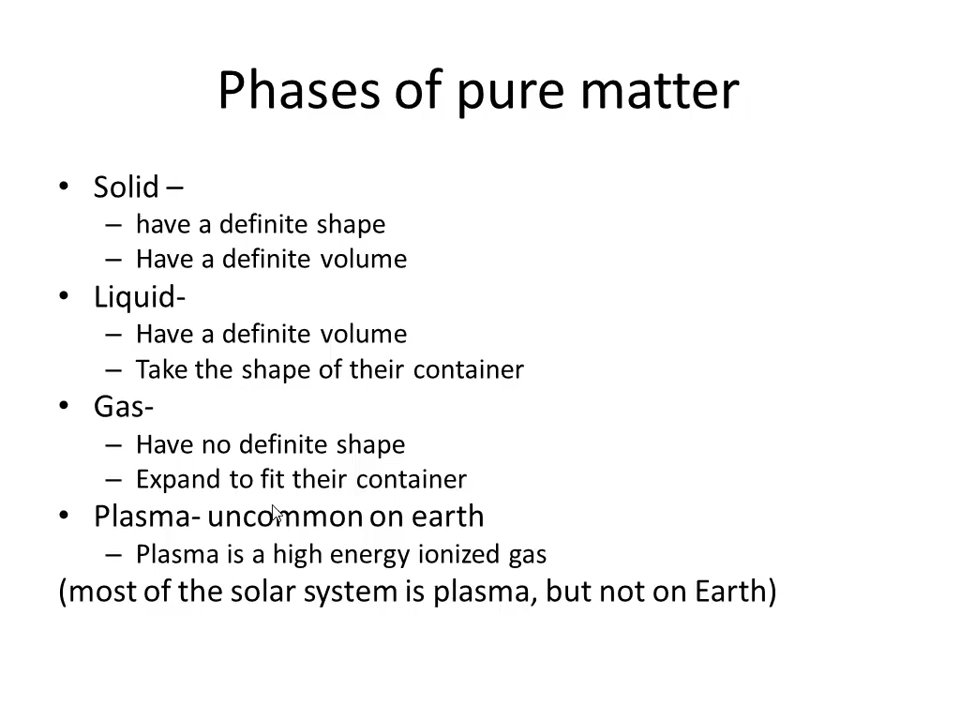 Phases of pure matter
• Solid –
– have a definite shape
– Have a definite volume
• Liquid-
– Have a definite volume
– Take the shape of their container
• Gas-
– Have no definite shape
– Expand to fit their container
• Plasma- uncommon on earth
– Plasma is a high energy ionized gas
(most of the solar system is plasma, but not on Earth)